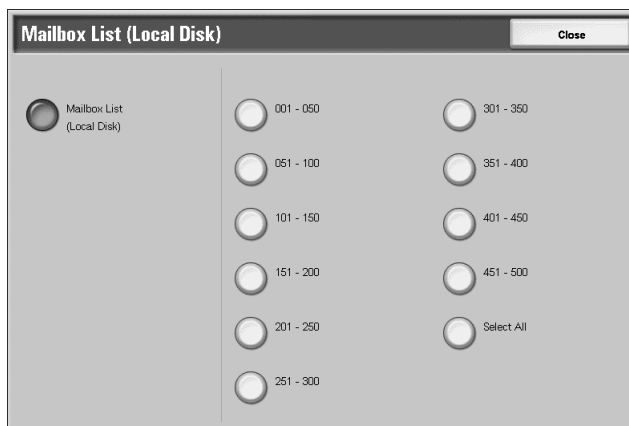 Mailbox List (Local Disk)
Close
Mailbox List
(Local Disk)
001 - 050
051 - 100
101 - 150
151 - 200
201 - 250
251 - 300
301 - 350
351 - 400
401 - 450
451 - 500
Select All